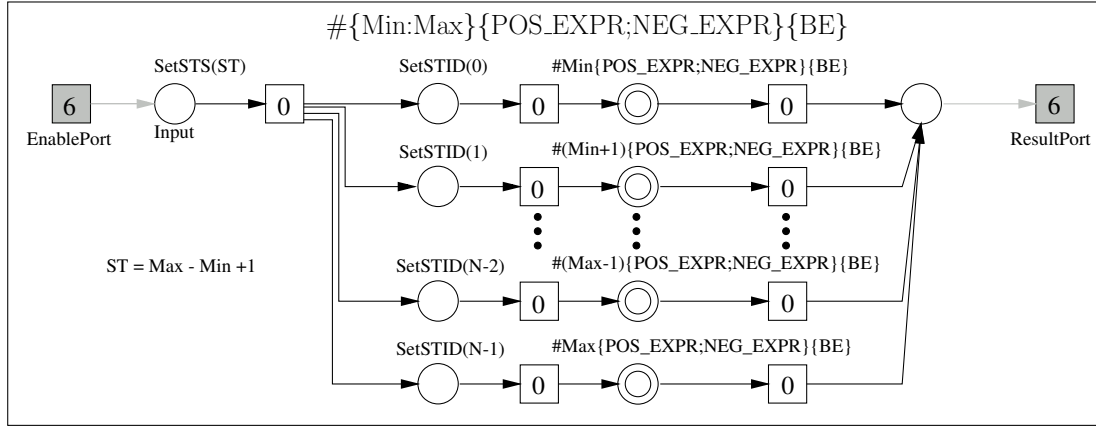 #{Min:Max}{POS_EXPR;NEG_EXPR}{BE}
SetSTS(ST)
SetSTID(0)
#Min{POS_EXPR;NEG_EXPR}{BE}
6
0
0
0
6
EnablePort
Input
ResultPort
SetSTID(1)
#(Min+1){POS_EXPR;NEG_EXPR}{BE}
0
0
ST = Max - Min +1
SetSTID(N-2)
#(Max-1){POS_EXPR;NEG_EXPR}{BE}
0
0
SetSTID(N-1)
#Max{POS_EXPR;NEG_EXPR}{BE}
0
0